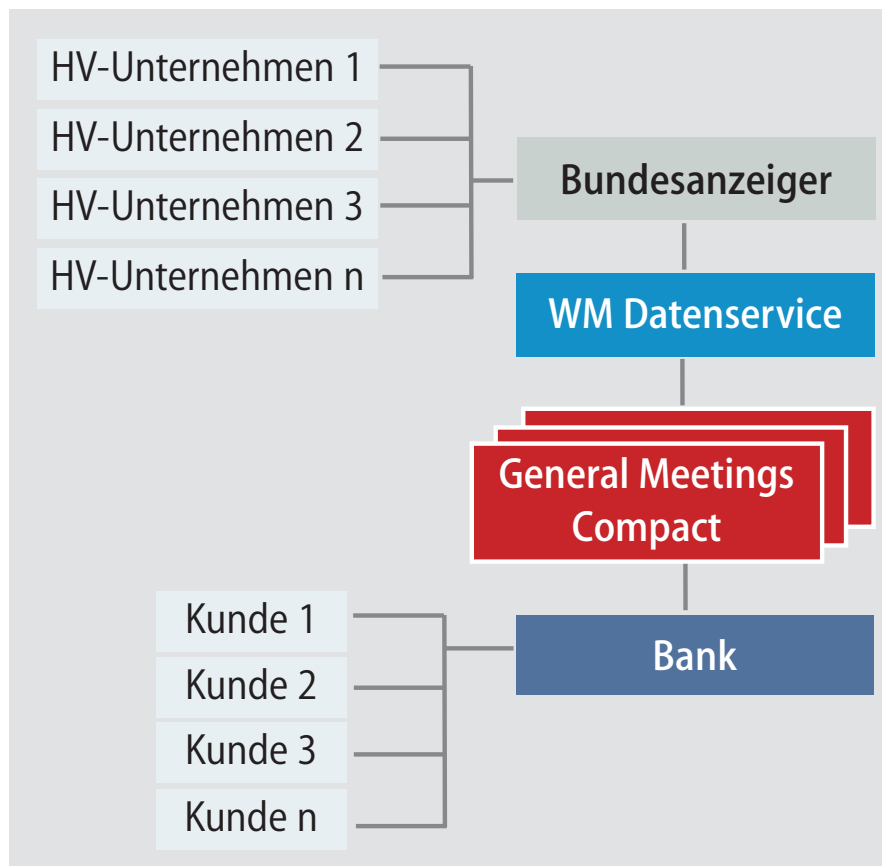 HV-Unternehmen 1
HV-Unternehmen 2
HV-Unternehmen 3
HV-Unternehmen n
Bundesanzeiger
WM Datenservice
General Meetings
Compact
Bank
Kunde 1
Kunde 2
Kunde 3
Kunde n